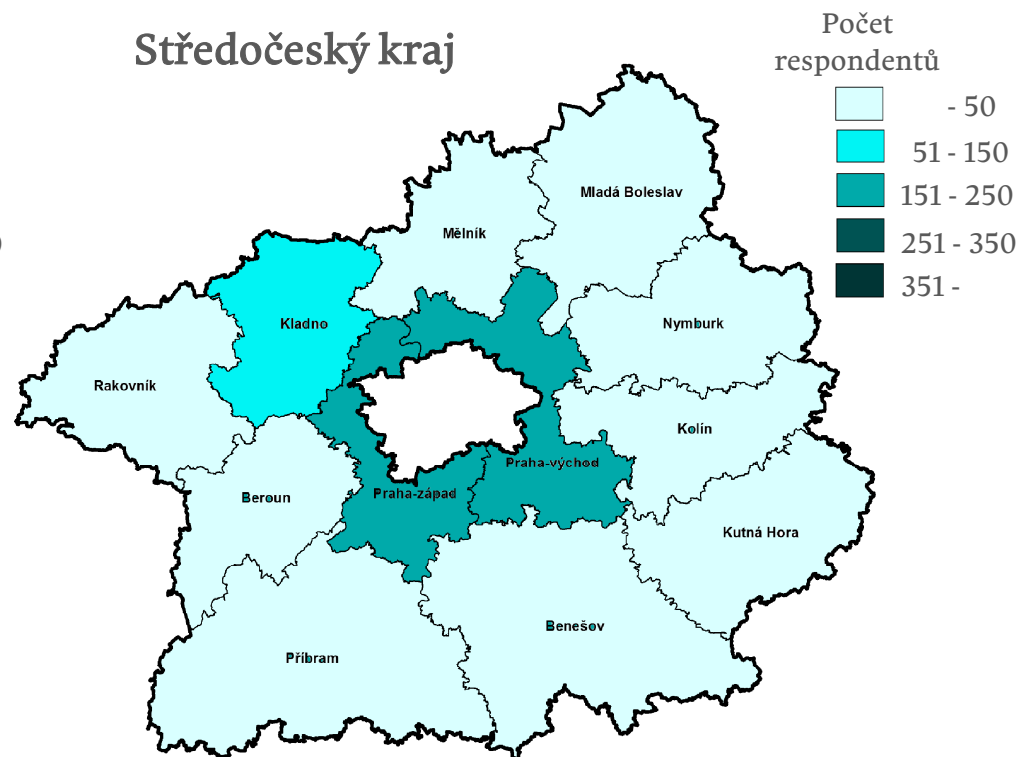 Středočeský kraj
Počet
respondentů
- 50
51 - 150
151 - 250
251 - 350
351 -
Mladá Boleslav
Mělník
Kladno
Nymburk
Rakovník
Kolín
Praha-východ
Praha-západ
Beroun
Kutná Hora
Benešov
Příbram